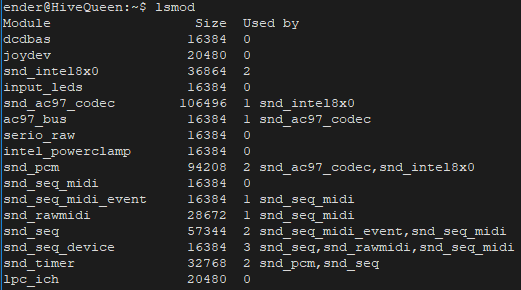 ender@HiveQueen:~$ lsmod
Module                  Size  Used by
dcdbas                 16384  0
joydev                 20480  0
snd_intel8x0           36864  2
input_leds             16384  0
snd_ac97_codec        106496  1 snd_intel8x0
ac97_bus               16384  1 snd_ac97_codec
serio_raw              16384  0
intel_powerclamp       16384  0
snd_pcm                94208  2 snd_ac97_codec,snd_intel8x0
snd_seq_midi           16384  0
snd_seq_midi_event     16384  1 snd_seq_midi
snd_rawmidi            28672  1 snd_seq_midi
snd_seq                57344  2 snd_seq_midi_event,snd_seq_midi
snd_seq_device         16384  3 snd_seq,snd_rawmidi,snd_seq_midi
snd_timer              32768  2 snd_pcm,snd_seq
lpc_ich                20480  0